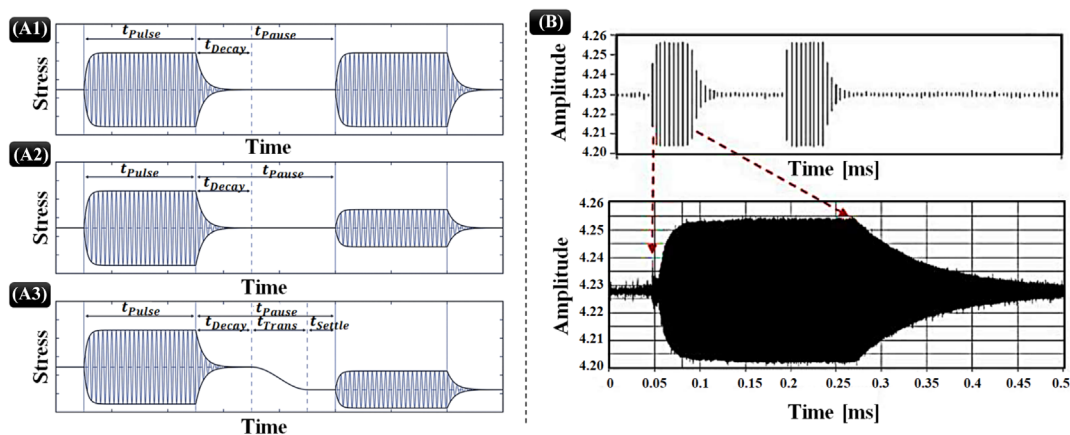 (A1)
t_Pulse t_Pause
t_Decay
Stress
Time
(A2)
t_Pulse t_Pause
t_Decay
Stress
Time
(A3)
t_Pulse t_Pause
t_Decay t_Trans t_Settle
Stress
Time
(B)
4.26
4.25
4.24
4.23
4.22
4.21
4.20
Amplitude
Time [ms]
4.26
4.25
4.24
4.23
4.22
4.21
4.20
Amplitude
0 0.05 0.1 0.15 0.2 0.25 0.3 0.35 0.4 0.45 0.5
Time [ms]